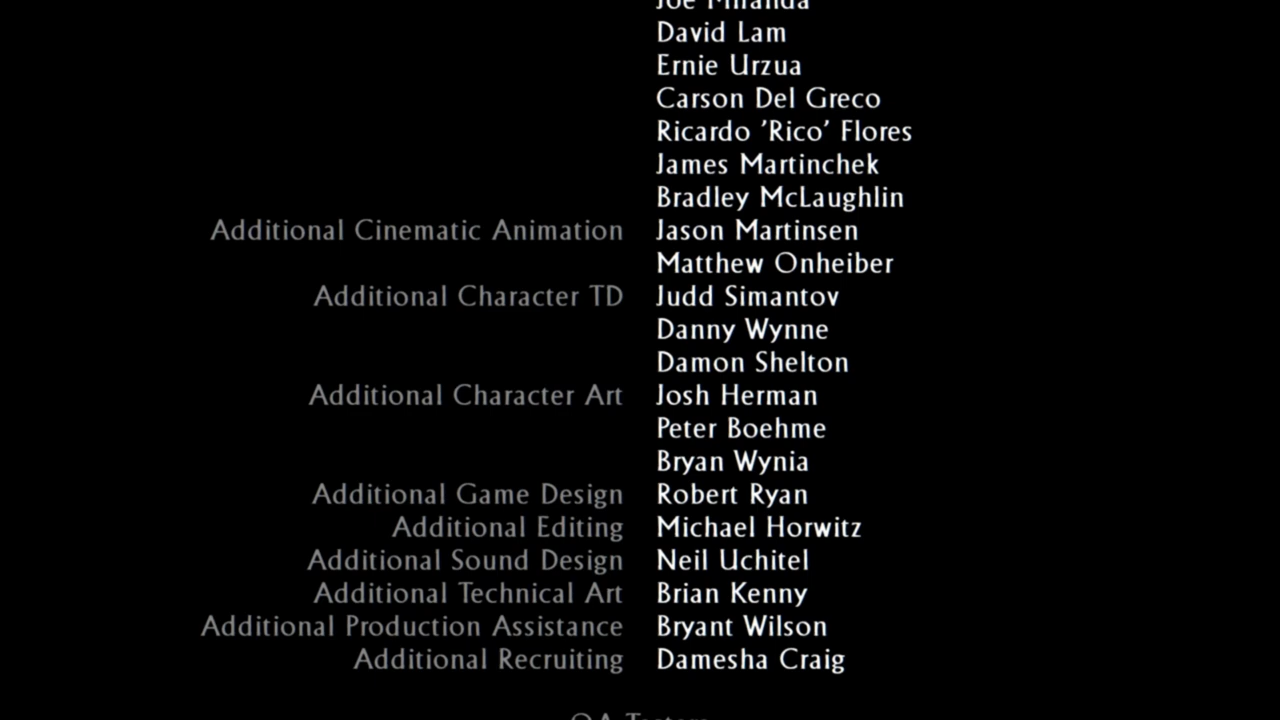 David Lam
Ernie Urzua
Carson Del Greco
Ricardo 'Rico' Flores
James Martinchek
Bradley McLaughlin
Additional Cinematic Animation Jason Martinsen
Matthew Onheiber
Additional Character TD Judd Simantov
Danny Wynne
Damon Shelton
Additional Character Art Josh Herman
Peter Boehme
Bryan Wynia
Additional Game Design Robert Ryan
Additional Editing Michael Horwitz
Additional Sound Design Neil Uchitel
Additional Technical Art Brian Kenny
Additional Production Assistance Bryant Wilson
Additional Recruiting Damesha Craig